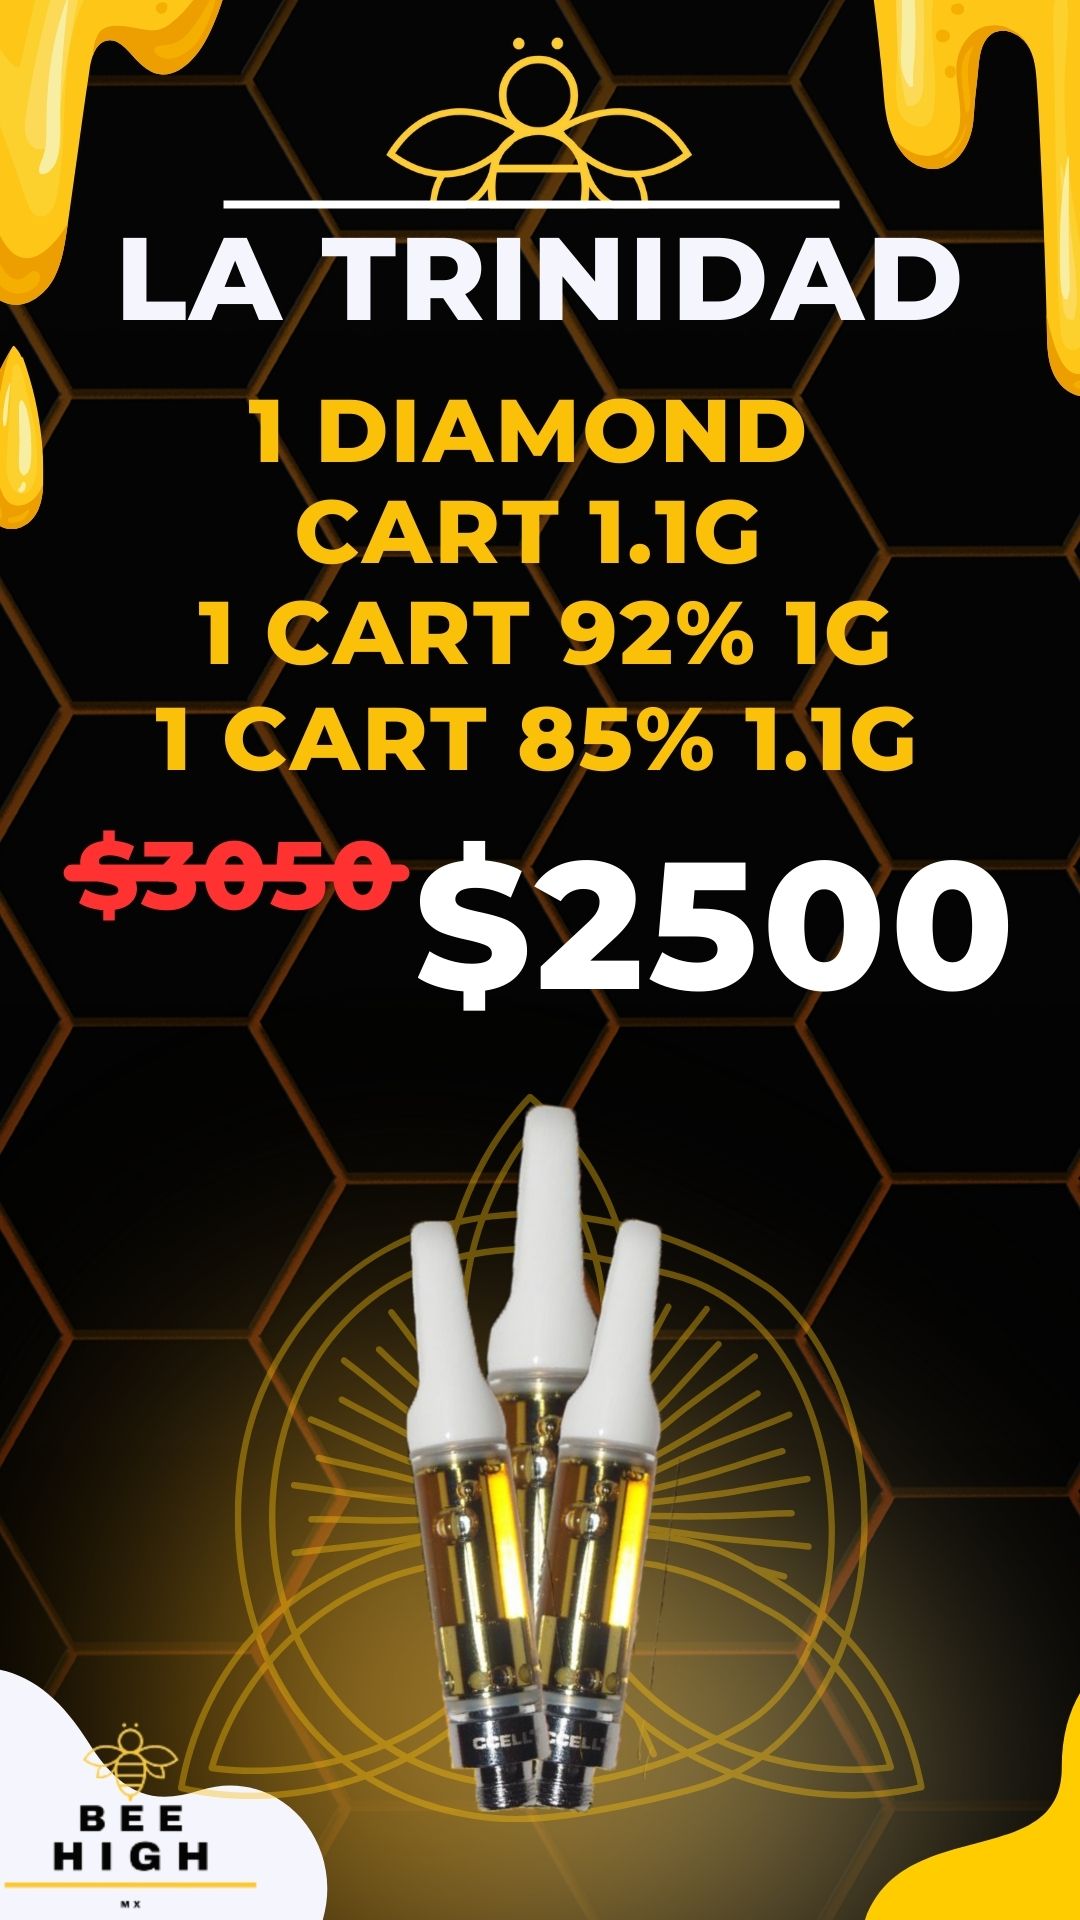 LA TRINIDAD
1 DIAMOND
CART 1.1G
1 CART 92% 1G
1 CART 85% 1.1G
$3050 $2500
CCELL CCELL
BEE
HIGH
MX